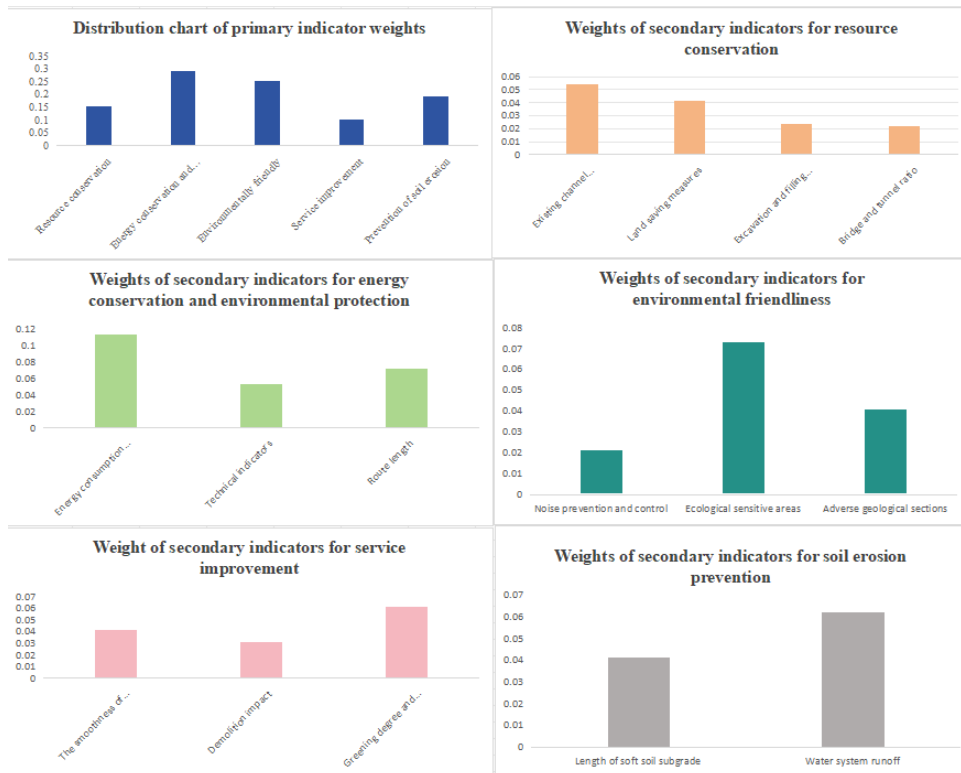 Distribution chart of primary indicator weights
0.35
0.3
0.25
0.2
0.15
0.1
0.05
0
Resource conservation
Energy conservation and...
Environmentally friendly
Service improvement
Prevention of soil erosion
Weights of secondary indicators for resource
conservation
0.06
0.05
0.04
0.03
0.02
0.01
0
Existing channel...
Land saving measures
Excavation and filling...
Bridge and tunnel ratio
Weights of secondary indicators for energy
conservation and environmental protection
0.12
0.1
0.08
0.06
0.04
0.02
0
Energy consumption...
Technical indicators
Route length
Weights of secondary indicators for
environmental friendliness
0.08
0.07
0.06
0.05
0.04
0.03
0.02
0.01
0
Noise prevention and control
Ecological sensitive areas
Adverse geological sections
Weight of secondary indicators for service
improvement
0.07
0.06
0.05
0.04
0.03
0.02
0.01
0
The smoothness of...
Demolition impact
Greening degree and...
Weights of secondary indicators for soil erosion
prevention
0.07
0.06
0.05
0.04
0.03
0.02
0.01
0
Length of soft soil subgrade
Water system runoff